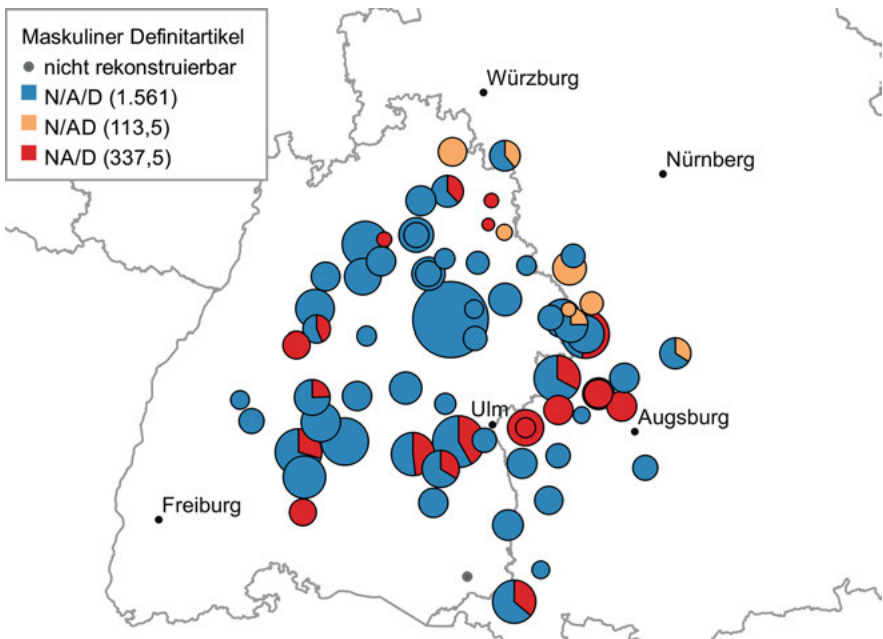 Maskuliner Definitartikel
nicht rekonstruierbar
N/A/D (1.561)
N/AD (113,5)
NA/D (337,5)
Würzburg
Nürnberg
Ulm
Augsburg
Freiburg